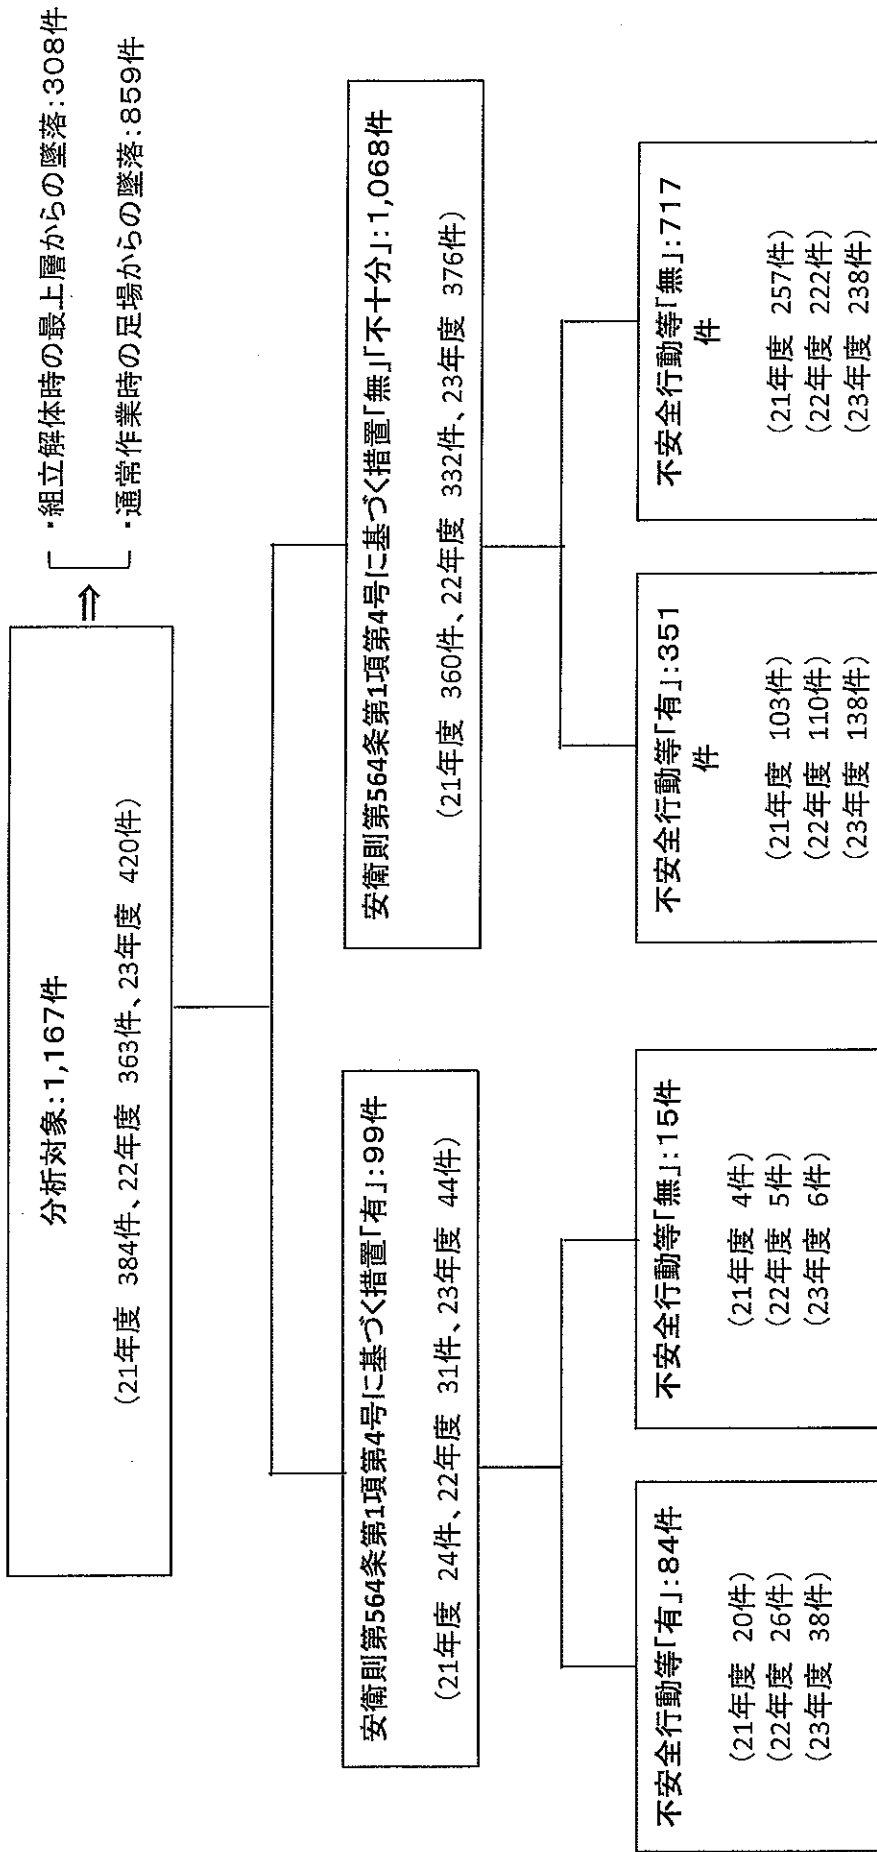 分析対象:1,167件
(21年度 384件、22年度 363件、23年度 420件)
⇒
・組立解体時の最上層からの墜落:308件
・通常作業時の足場からの墜落:859件
安衛則第564条第1項第4号に基づく措置「有」:99件
(21年度 24件、22年度 31件、23年度 44件)
安衛則第564条第1項第4号に基づく措置「無」「不十分」:1,068件
(21年度 360件、22年度 332件、23年度 376件)
不安全行動等「有」:84件
(21年度 20件)
(22年度 26件)
(23年度 38件)
不安全行動等「無」:15件
(21年度 4件)
(22年度 5件)
(23年度 6件)
不安全行動等「有」:351
件
(21年度 103件)
(22年度 110件)
(23年度 138件)
不安全行動等「無」:717
件
(21年度 257件)
(22年度 222件)
(23年度 238件)